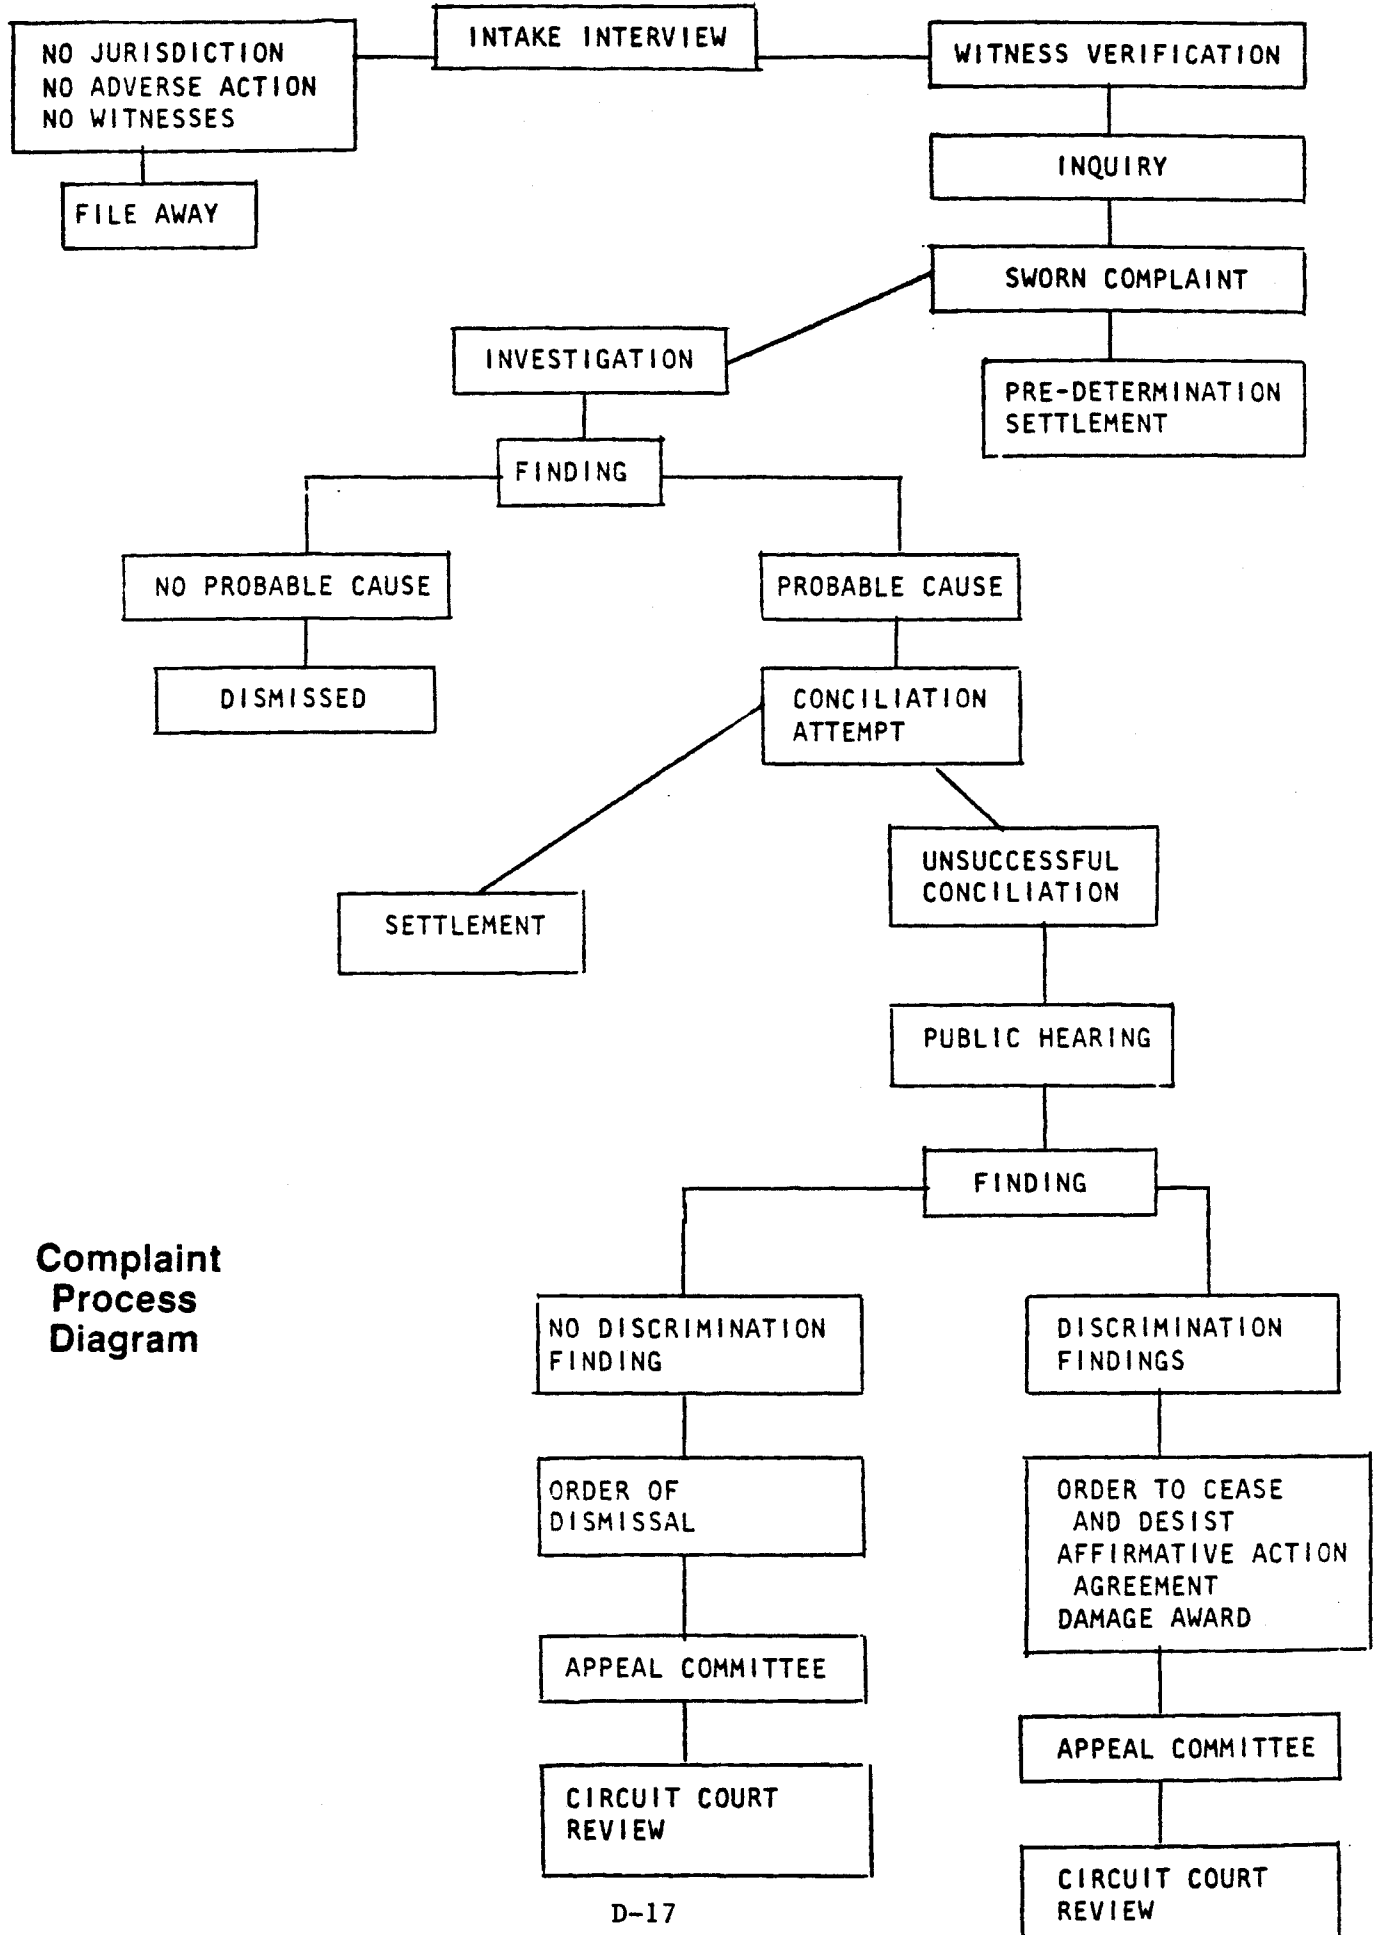 INTAKE INTERVIEW
NO JURISDICTION
NO ADVERSE ACTION
NO WITNESSES
WITNESS VERIFICATION
INQUIRY
FILE AWAY
SWORN COMPLAINT
INVESTIGATION
PRE-DETERMINATION
SETTLEMENT
FINDING
NO PROBABLE CAUSE
PROBABLE CAUSE
DISMISSED
CONCILIATION
ATTEMPT
UNSUCCESSFUL
CONCILIATION
SETTLEMENT
PUBLIC HEARING
FINDING
Complaint
Process
Diagram
NO DISCRIMINATION
FINDING
DISCRIMINATION
FINDINGS
ORDER OF
DISMISSAL
ORDER TO CEASE
AND DESIST
AFFIRMATIVE ACTION
AGREEMENT
DAMAGE AWARD
APPEAL COMMITTEE
APPEAL COMMITTEE
CIRCUIT COURT
REVIEW
CIRCUIT COURT
REVIEW
D-17